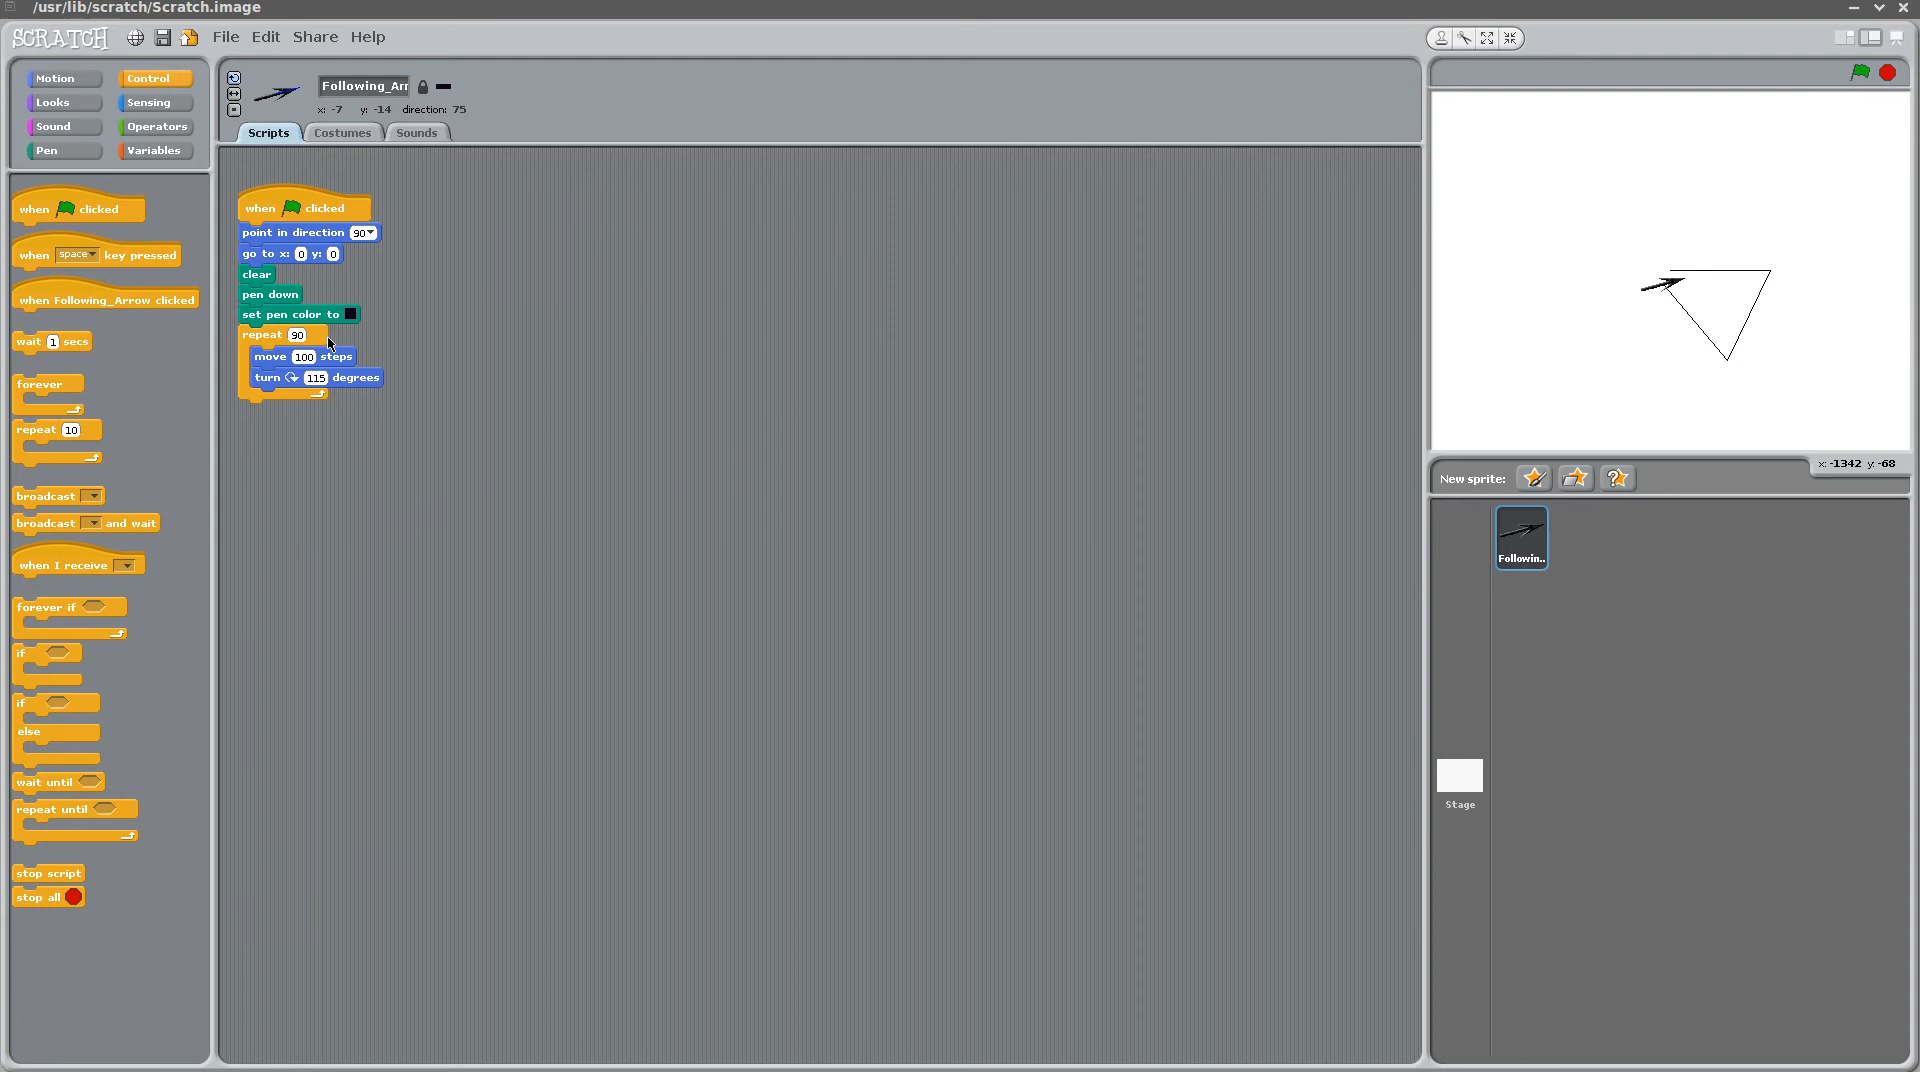 /usr/lib/scratch/Scratch.image
SCRATCH File Edit Share Help
Motion Control
Looks Sensing
Sound Operators
Pen Variables
when clicked
when space key pressed
when Following_Arrow clicked
wait 1 secs
forever
repeat 10
broadcast
broadcast and wait
when I receive
forever if
if
if
else
wait until
repeat until
stop script
stop all
Following_Arr
x: -7 y: -14 direction: 75
Scripts Costumes Sounds
when clicked
point in direction 90
go to x: 0 y: 0
clear
pen down
set pen color to
repeat 90
move 100 steps
turn 115 degrees
x: -1342 y: -68
New sprite:
Followin..
Stage